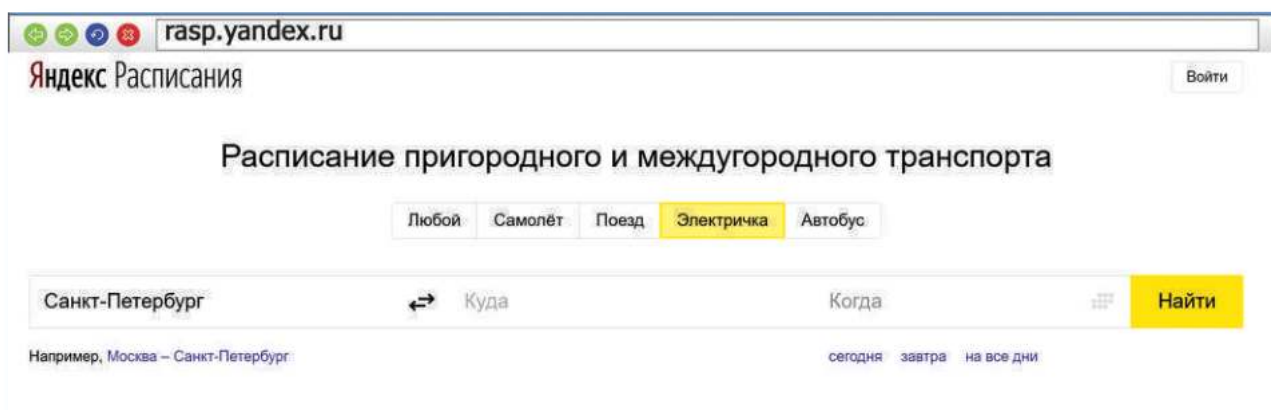 rasp.yandex.ru
Яндекс Расписания
Войти
Расписание пригородного и междугородного транспорта
Любой Самолёт Поезд Электричка Автобус
Санкт-Петербург Куда Когда Найти
Например, Москва – Санкт-Петербург сегодня завтра на все дни